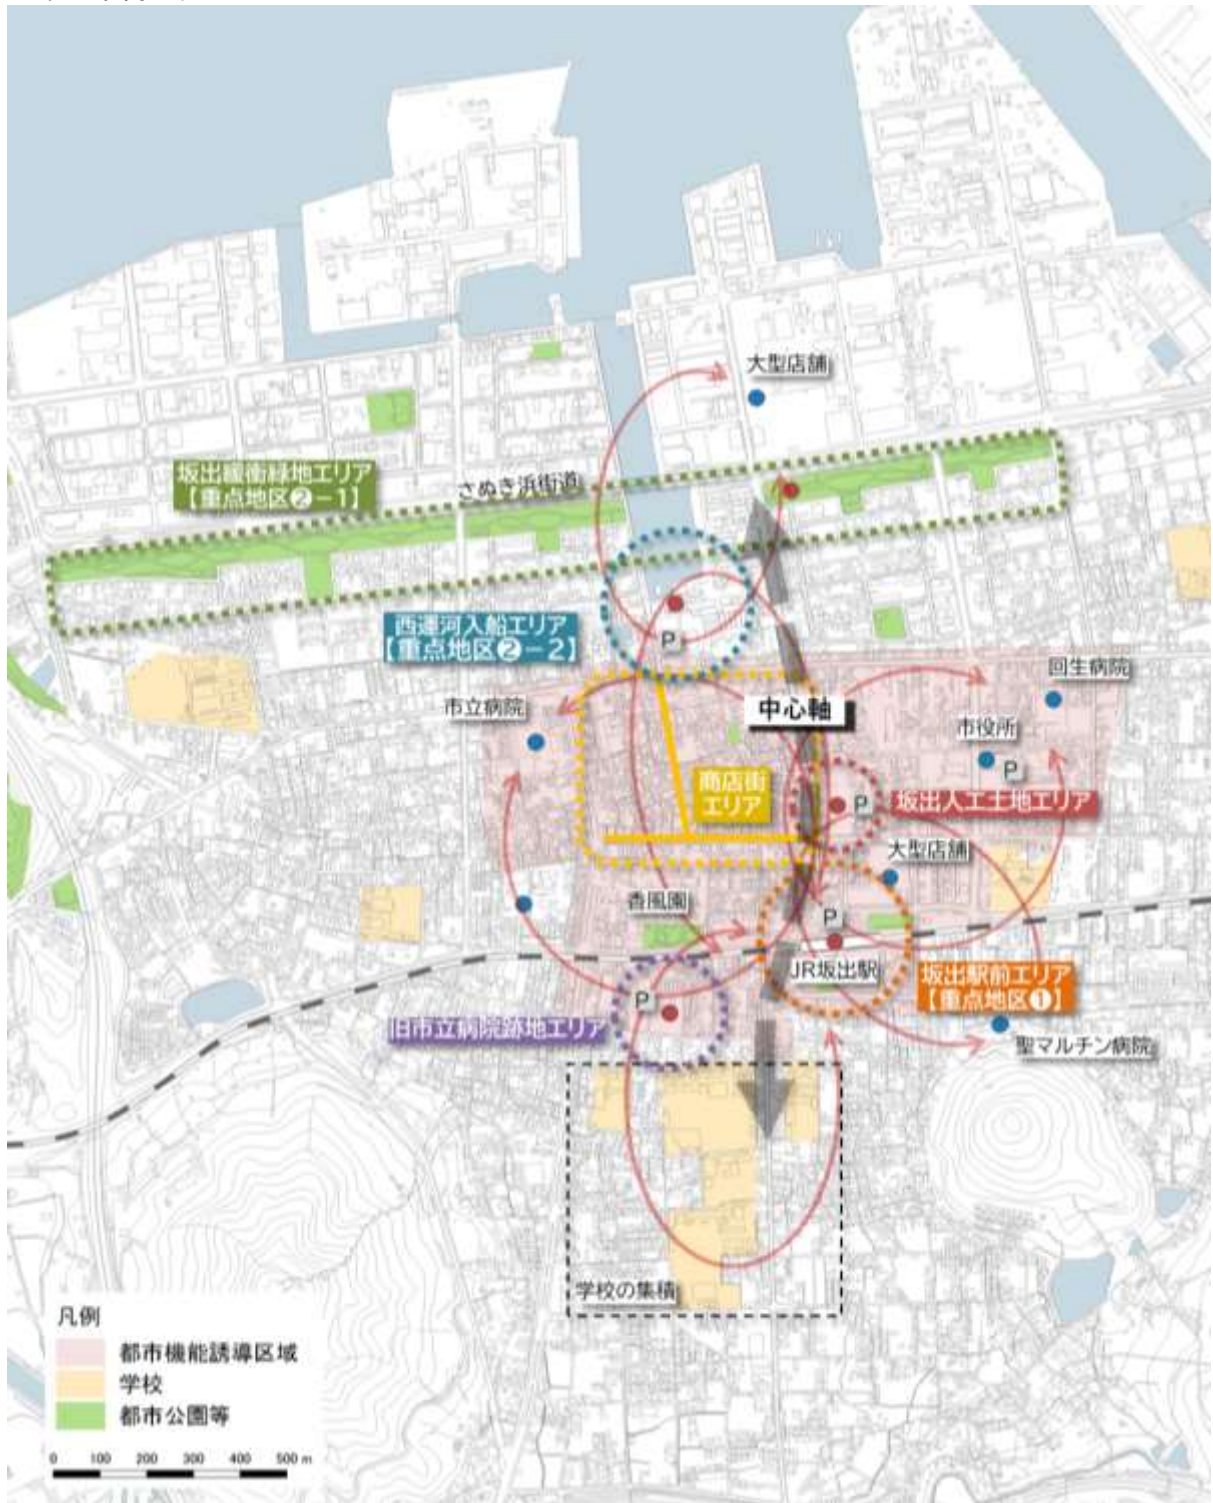 大型店舗
坂出緩衝緑地エリア
【重点地区❷－1】
さぬき浜街道
西運河入船エリア
【重点地区❷－2】
P
回生病院
市立病院
中心軸
市役所
P
商店街
エリア
P
坂出人工土地エリア
大型店舗
香風園
P
JR坂出駅
坂出駅前エリア
【重点地区❶】
P
旧市立病院跡地エリア
聖マルチン病院
学校の集積
凡例
都市機能誘導区域
学校
都市公園等
0 100 200 300 400 500 m